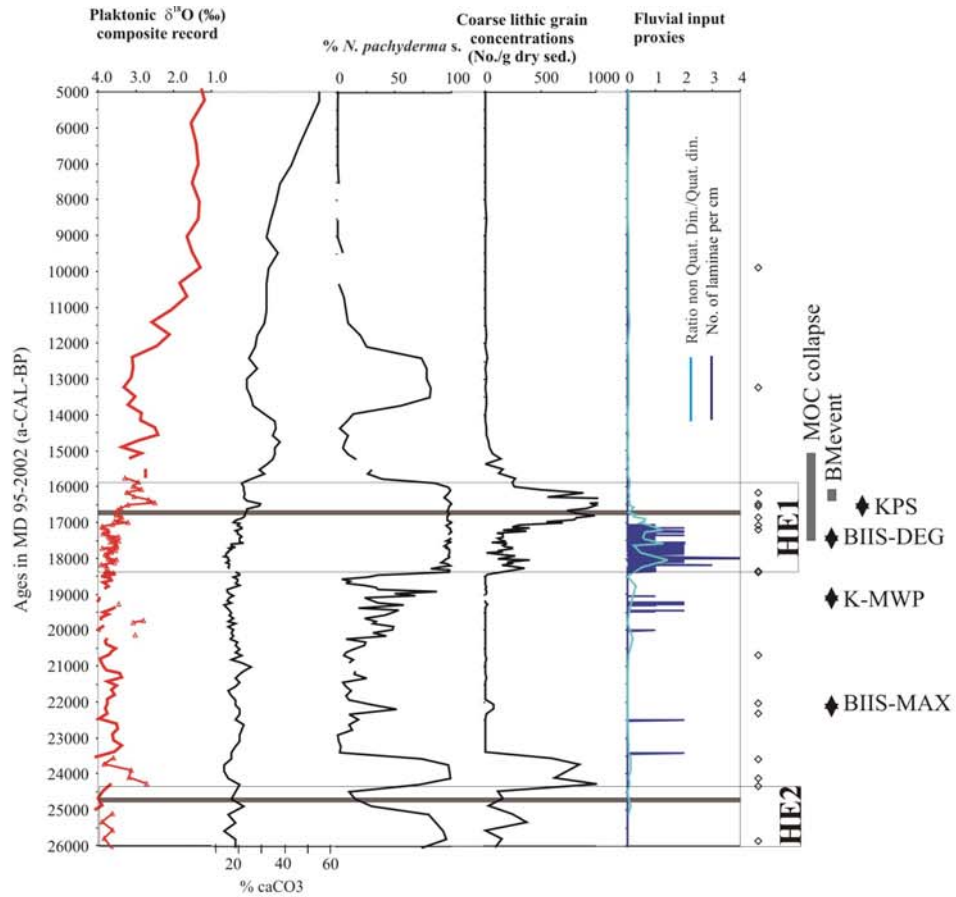 Plaktonic δ¹⁸O (‰)
composite record
% N. pachyderma s.
Coarse lithic grain
concentrations
(No./g dry sed.)
Fluvial input
proxies
4.0 3.0 2.0 1.0
0 50 100
0 500 1000
0 1 2 3 4
Ages in MD 95-2002 (a-CAL-BP)
5000
6000
7000
8000
9000
10000
11000
12000
13000
14000
15000
16000
17000
18000
19000
20000
21000
22000
23000
24000
25000
26000
20 40 60
% caCO3
Ratio non Quat. Din./Quat. din.
No. of laminae per cm
HE1
HE2
MOC collapse
BMevent
KPS
BIIS-DEG
K-MWP
BIIS-MAX